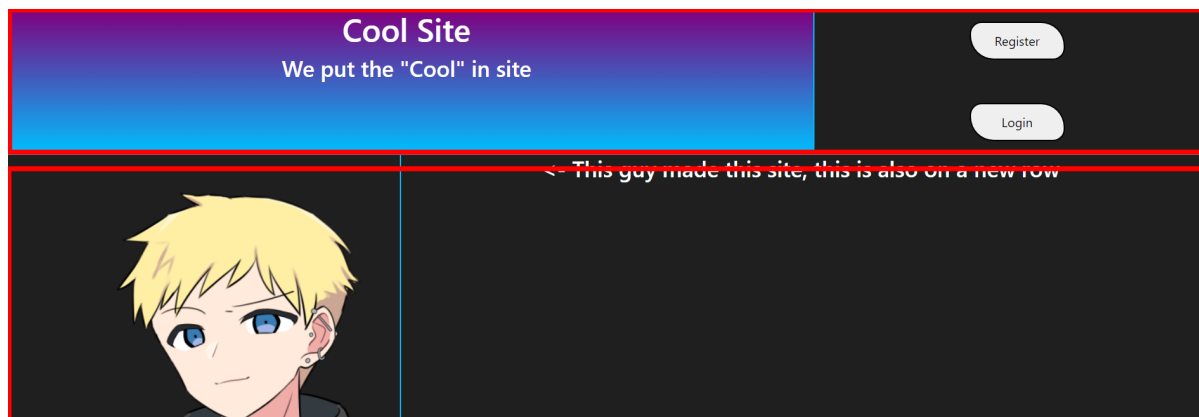 Cool Site
We put the "Cool" in site
Register
Login
<- This guy made this site, this is also on a new row